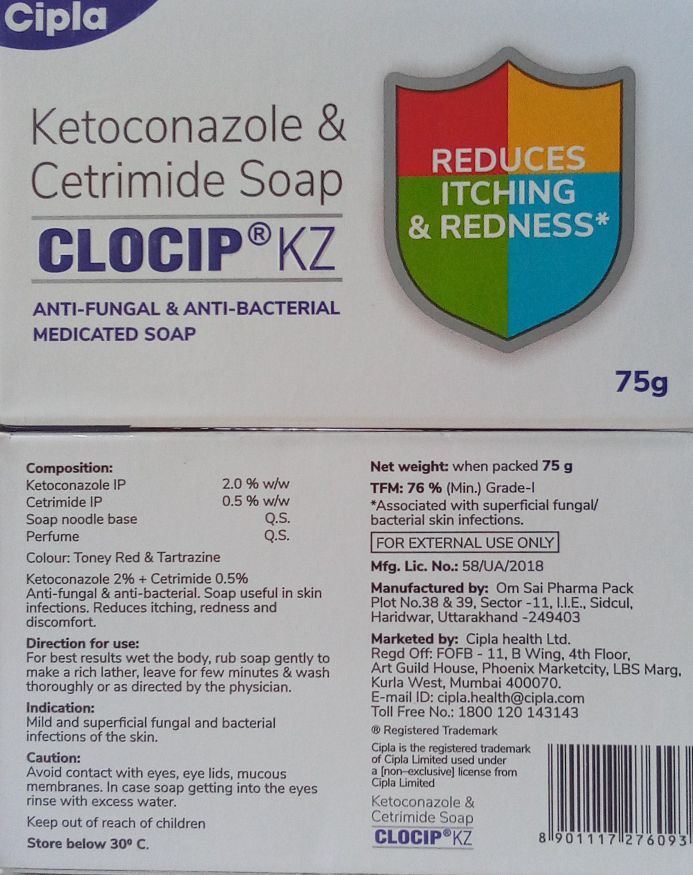 Cipla
Ketoconazole &
Cetrimide Soap
CLOCIP® KZ
ANTI-FUNGAL & ANTI-BACTERIAL
MEDICATED SOAP
REDUCES
ITCHING
& REDNESS*
75g
Composition:
Ketoconazole IP 2.0 % w/w
Cetrimide IP 0.5 % w/w
Soap noodle base Q.S.
Perfume Q.S.
Colour: Toney Red & Tartrazine
Ketoconazole 2% + Cetrimide 0.5%
Anti-fungal & anti-bacterial. Soap useful in skin
infections. Reduces itching, redness and
discomfort.
Direction for use:
For best results wet the body, rub soap gently to
make a rich lather, leave for few minutes & wash
thoroughly or as directed by the physician.
Indication:
Mild and superficial fungal and bacterial
infections of the skin.
Caution:
Avoid contact with eyes, eye lids, mucous
membranes. In case soap getting into the eyes
rinse with excess water.
Keep out of reach of children
Store below 30º C.
Net weight: when packed 75 g
TFM: 76 % (Min.) Grade-I
*Associated with superficial fungal/
bacterial skin infections.
FOR EXTERNAL USE ONLY
Mfg. Lic. No.: 58/UA/2018
Manufactured by: Om Sai Pharma Pack
Plot No.38 & 39, Sector -11, I.I.E., Sidcul,
Haridwar, Uttarakhand -249403
Marketed by: Cipla health Ltd.
Regd Off: FOFB - 11, B Wing, 4th Floor,
Art Guild House, Phoenix Marketcity, LBS Marg,
Kurla West, Mumbai 400070.
E-mail ID: cipla.health@cipla.com
Toll Free No.: 1800 120 143143
® Registered Trademark
Cipla is the registered trademark
of Cipla Limited used under
a [non-exclusive] license from
Cipla Limited
Ketoconazole &
Cetrimide Soap
CLOCIP® KZ
8 901117 276093